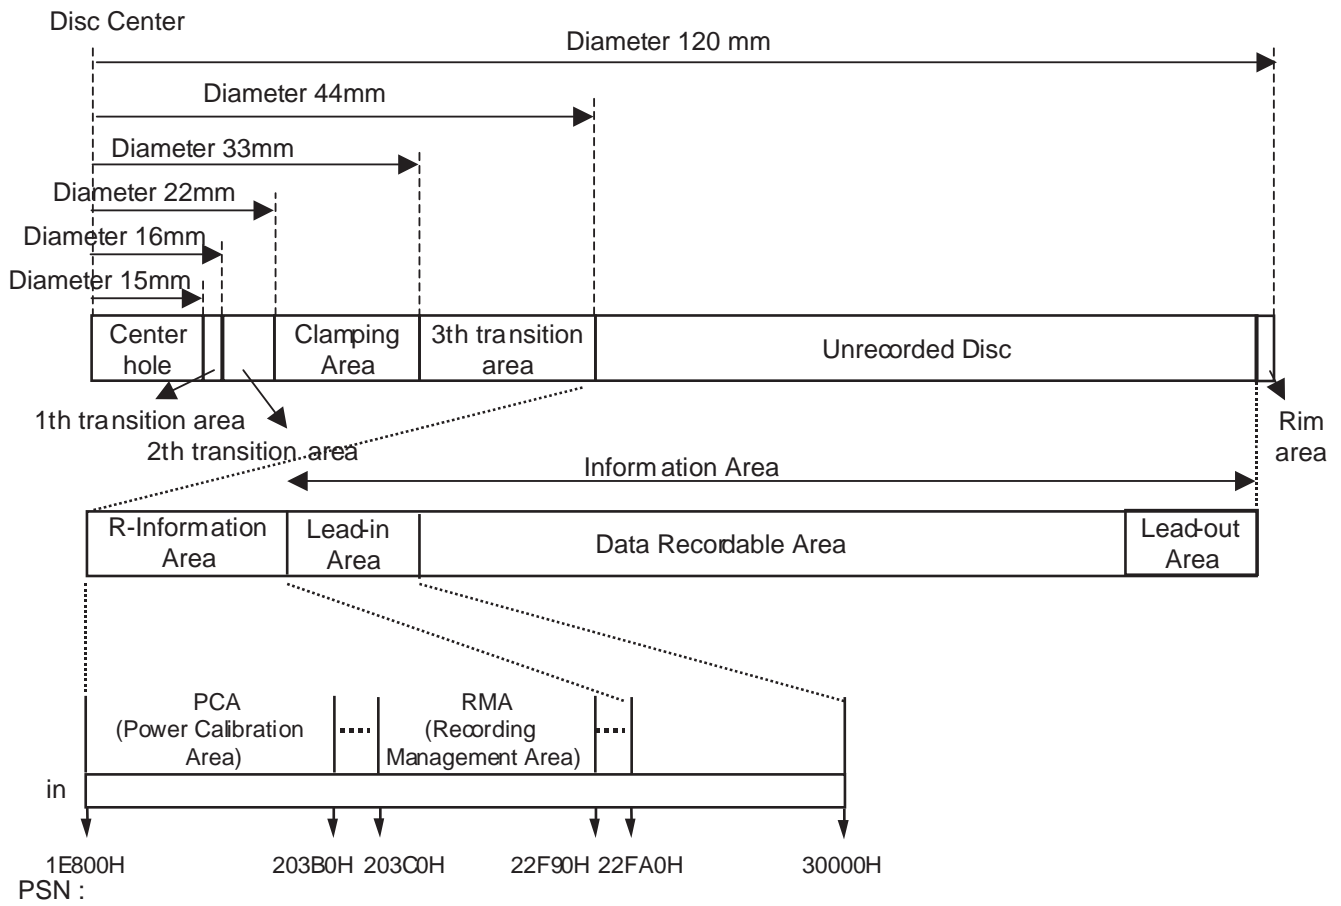 Disc Center
Diameter 120 mm
Diameter 44mm
Diameter 33mm
Diameter 22mm
Diameter 16mm
Diameter 15mm
Center hole
Clamping Area
3th transition area
Unrecorded Disc
1th transition area
2th transition area
Rim area
Information Area
R-Information Area
Lead-in Area
Data Recordable Area
Lead-out Area
PCA
(Power Calibration
Area)
RMA
(Recording
Management Area)
in
1E800H
203B0H
203C0H
22F90H
22FA0H
30000H
PSN :